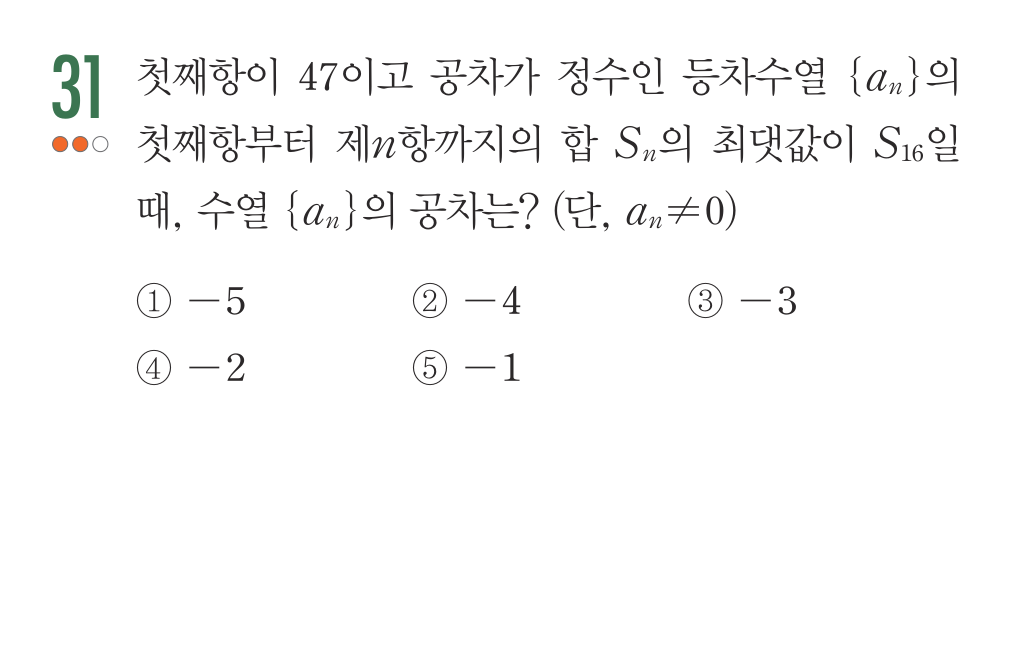 31 첫째항이 47이고 공차가 정수인 등차수열 {aₙ}의
첫째항부터 제n항까지의 합 Sₙ의 최댓값이 S₁₆일
때, 수열 {aₙ}의 공차는? (단, aₙ≠0)
① −5 ② −4 ③ −3
④ −2 ⑤ −1